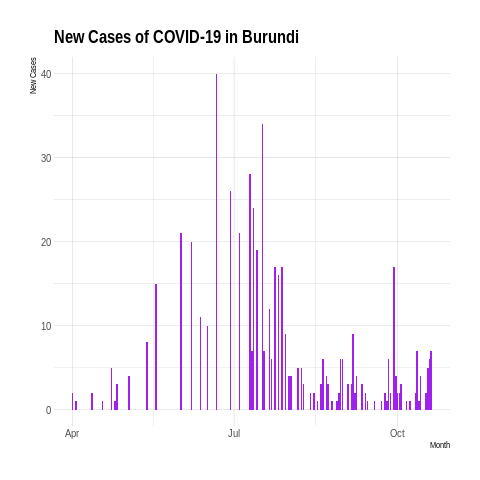 New Cases of COVID-19 in Burundi
New Cases
40
30
20
10
0
Apr
Jul
Oct
Month